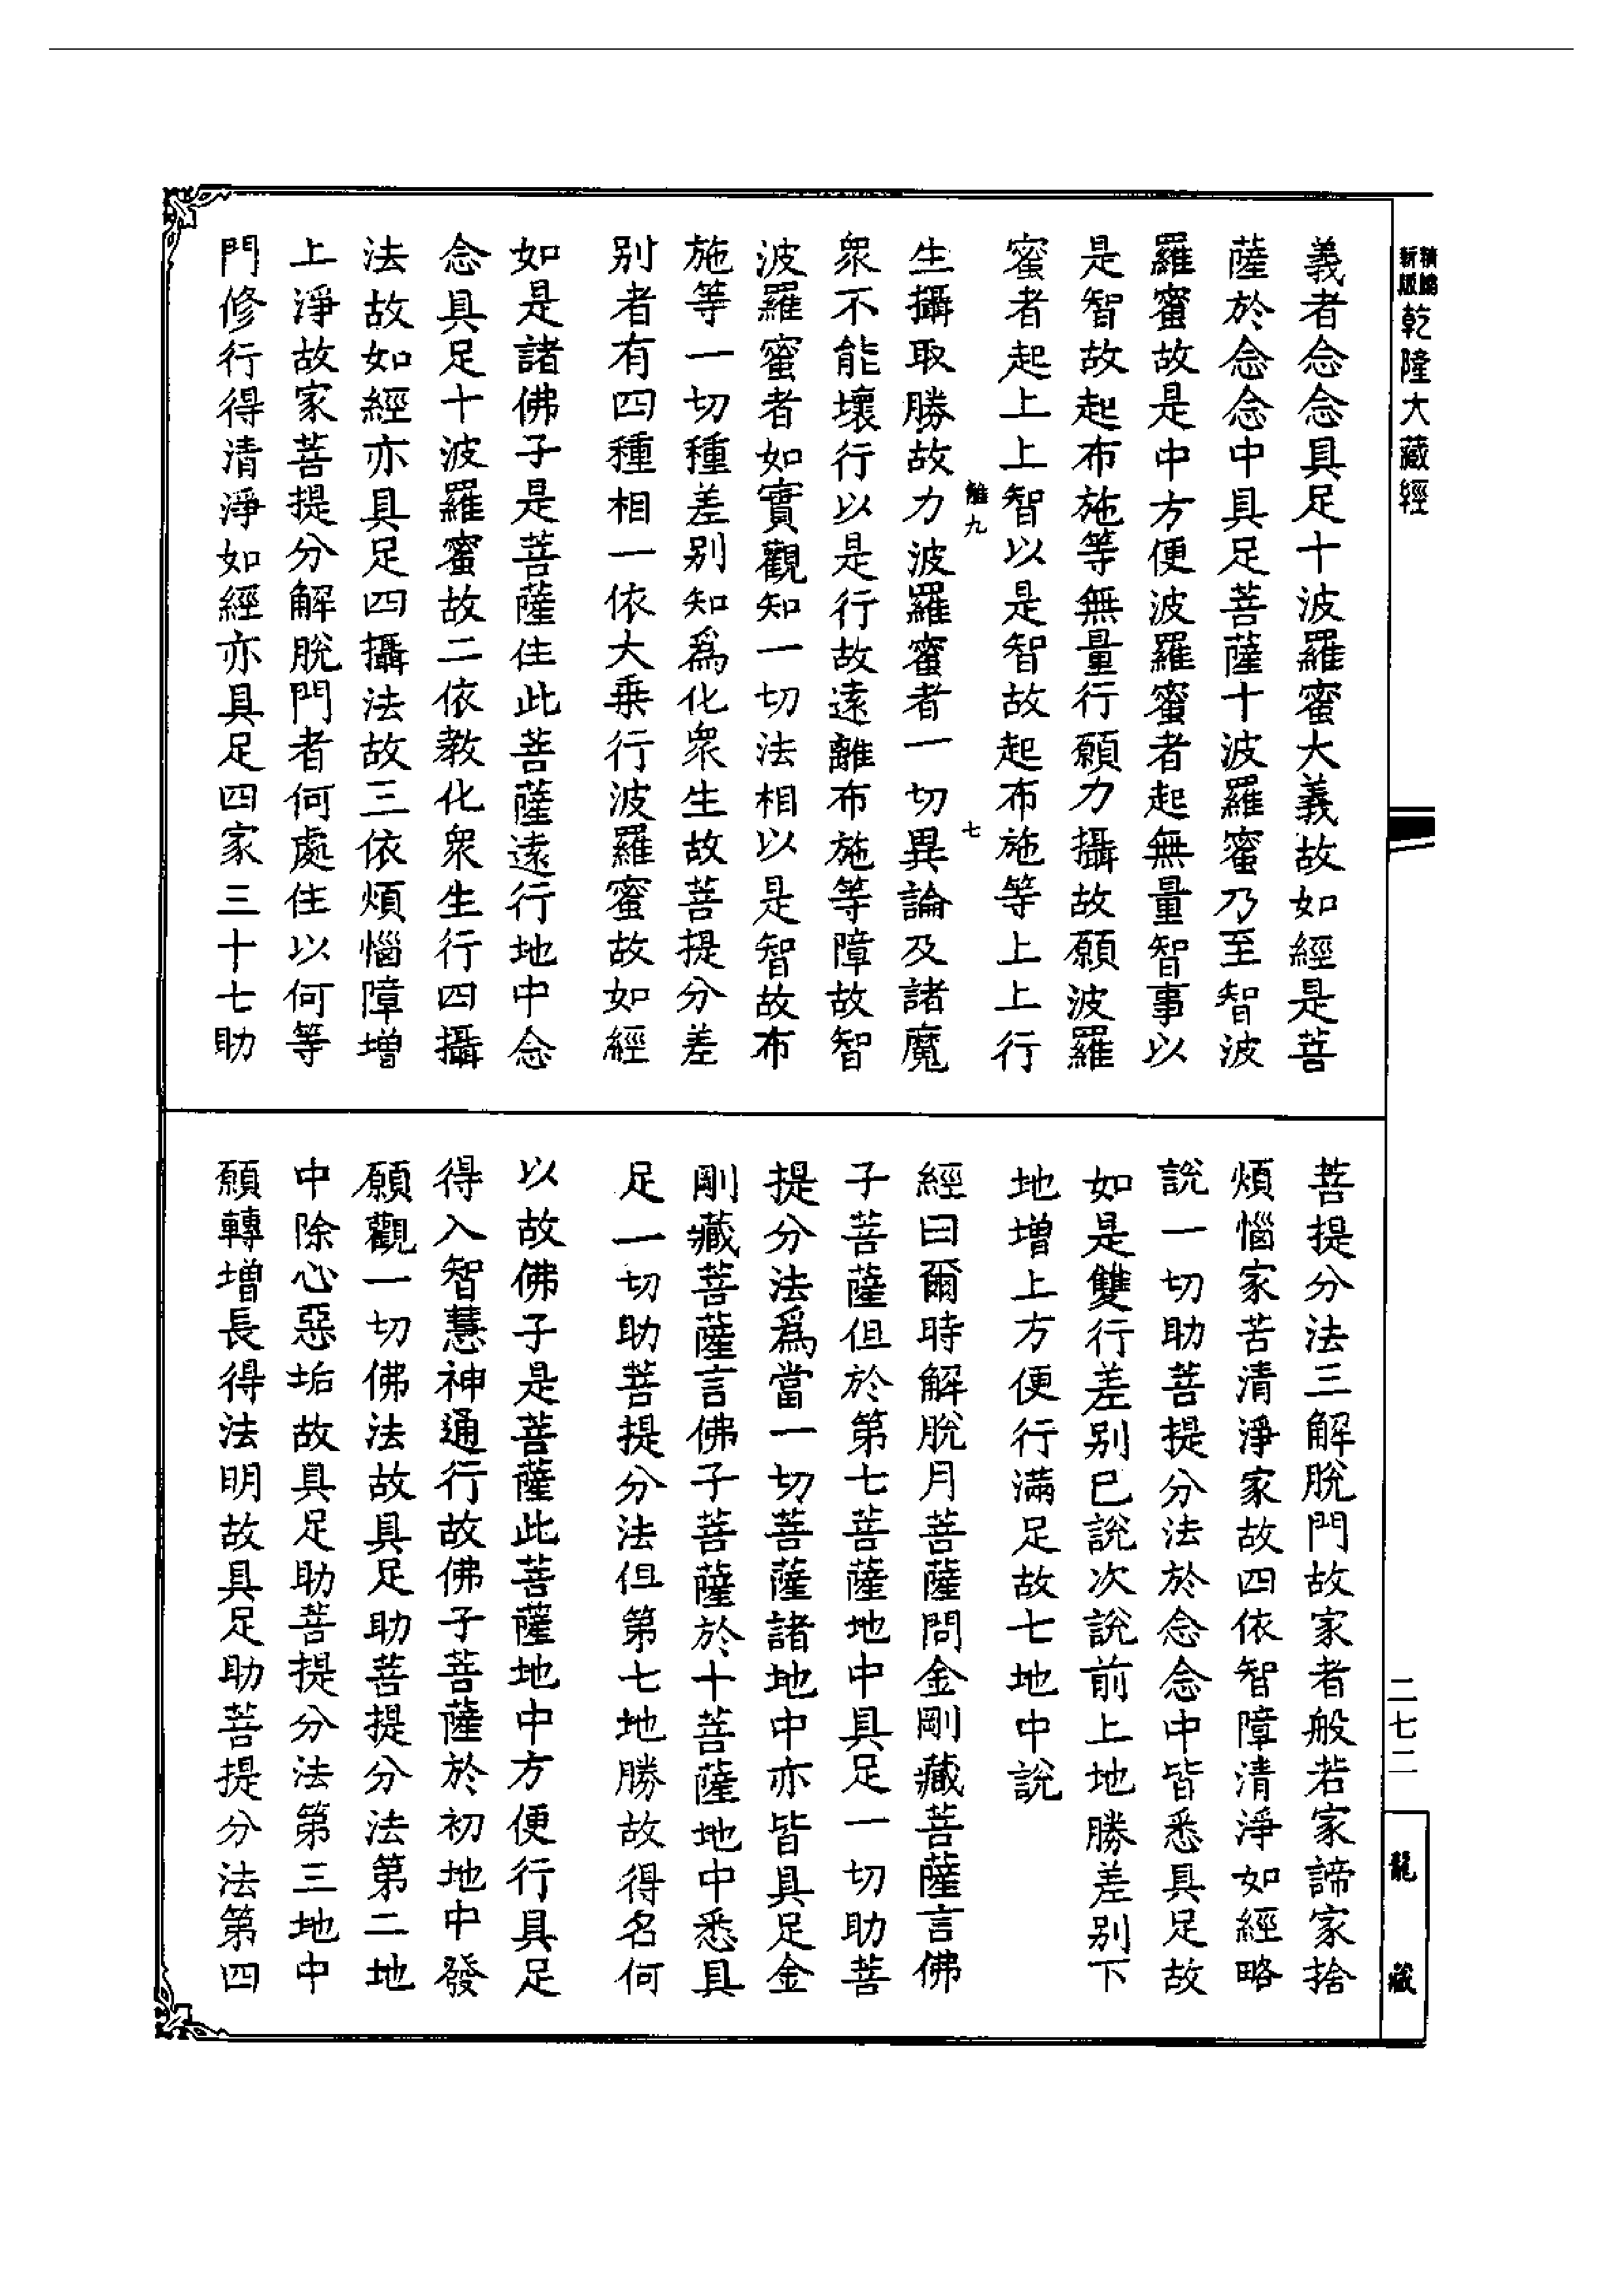 精鵬
新版
乾隆大藏經
義者念念具足十波羅蜜大義故如經是菩
薩於念念中具足菩薩十波羅蜜乃至智波
羅蜜故是中方便波羅蜜者起無量智事以
是智故起布施等無量行願力攝故願波羅
蜜者起上上智以是智故起布施等上上行
生攝取勝故力波羅蜜者一切異論及諸魔
眾不能壞行以是行故遠離布施等障故智
波羅蜜者如實觀知一切法相以是智故布
施等一切種差別知為化眾生故菩提分差
別者有四種相一依大乗行波羅蜜故如經
如是諸佛子是菩薩住此菩薩遠行地中念
念具足十波羅蜜故二依教化眾生行四攝
法故如經亦具足四攝法故三依煩惱障增
上淨故家菩提分解脫門者何處住以何等
門修行得清淨如經亦具足四家三十七助
菩提分法三解脫門故家者般若家諦家捨
煩惱家苦清淨家故四依智障清淨如經略
說一切助菩提分法於念念中皆悉具足故
如是雙行差別已說次說前上地勝差別下
地增上方便行滿足故七地中說
經曰爾時解脫月菩薩問金剛藏菩薩言佛
子菩薩但於第七菩薩地中具足一切助菩
提分法為當一切菩薩諸地中亦皆具足金
剛藏菩薩言佛子菩薩於十菩薩地中悉具
足一切助菩提分法但第七地勝故得名何
以故佛子是菩薩此菩薩地中方便行具足
得入智慧神通行故佛子菩薩於初地中發
願觀一切佛法故具足助菩提分法第二地
中除心惡垢故具足助菩提分法第三地中
願轉增長得法明故具足助菩提分法第四
二七二
龍藏